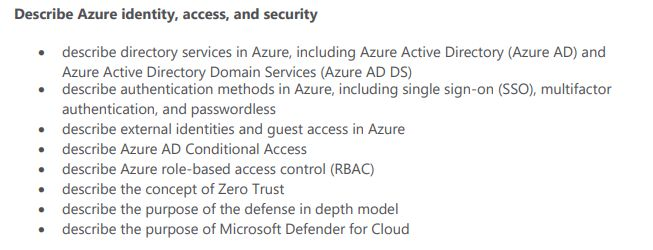 Describe Azure identity, access, and security
• describe directory services in Azure, including Azure Active Directory (Azure AD) and
Azure Active Directory Domain Services (Azure AD DS)
• describe authentication methods in Azure, including single sign-on (SSO), multifactor
authentication, and passwordless
• describe external identities and guest access in Azure
• describe Azure AD Conditional Access
• describe Azure role-based access control (RBAC)
• describe the concept of Zero Trust
• describe the purpose of the defense in depth model
• describe the purpose of Microsoft Defender for Cloud